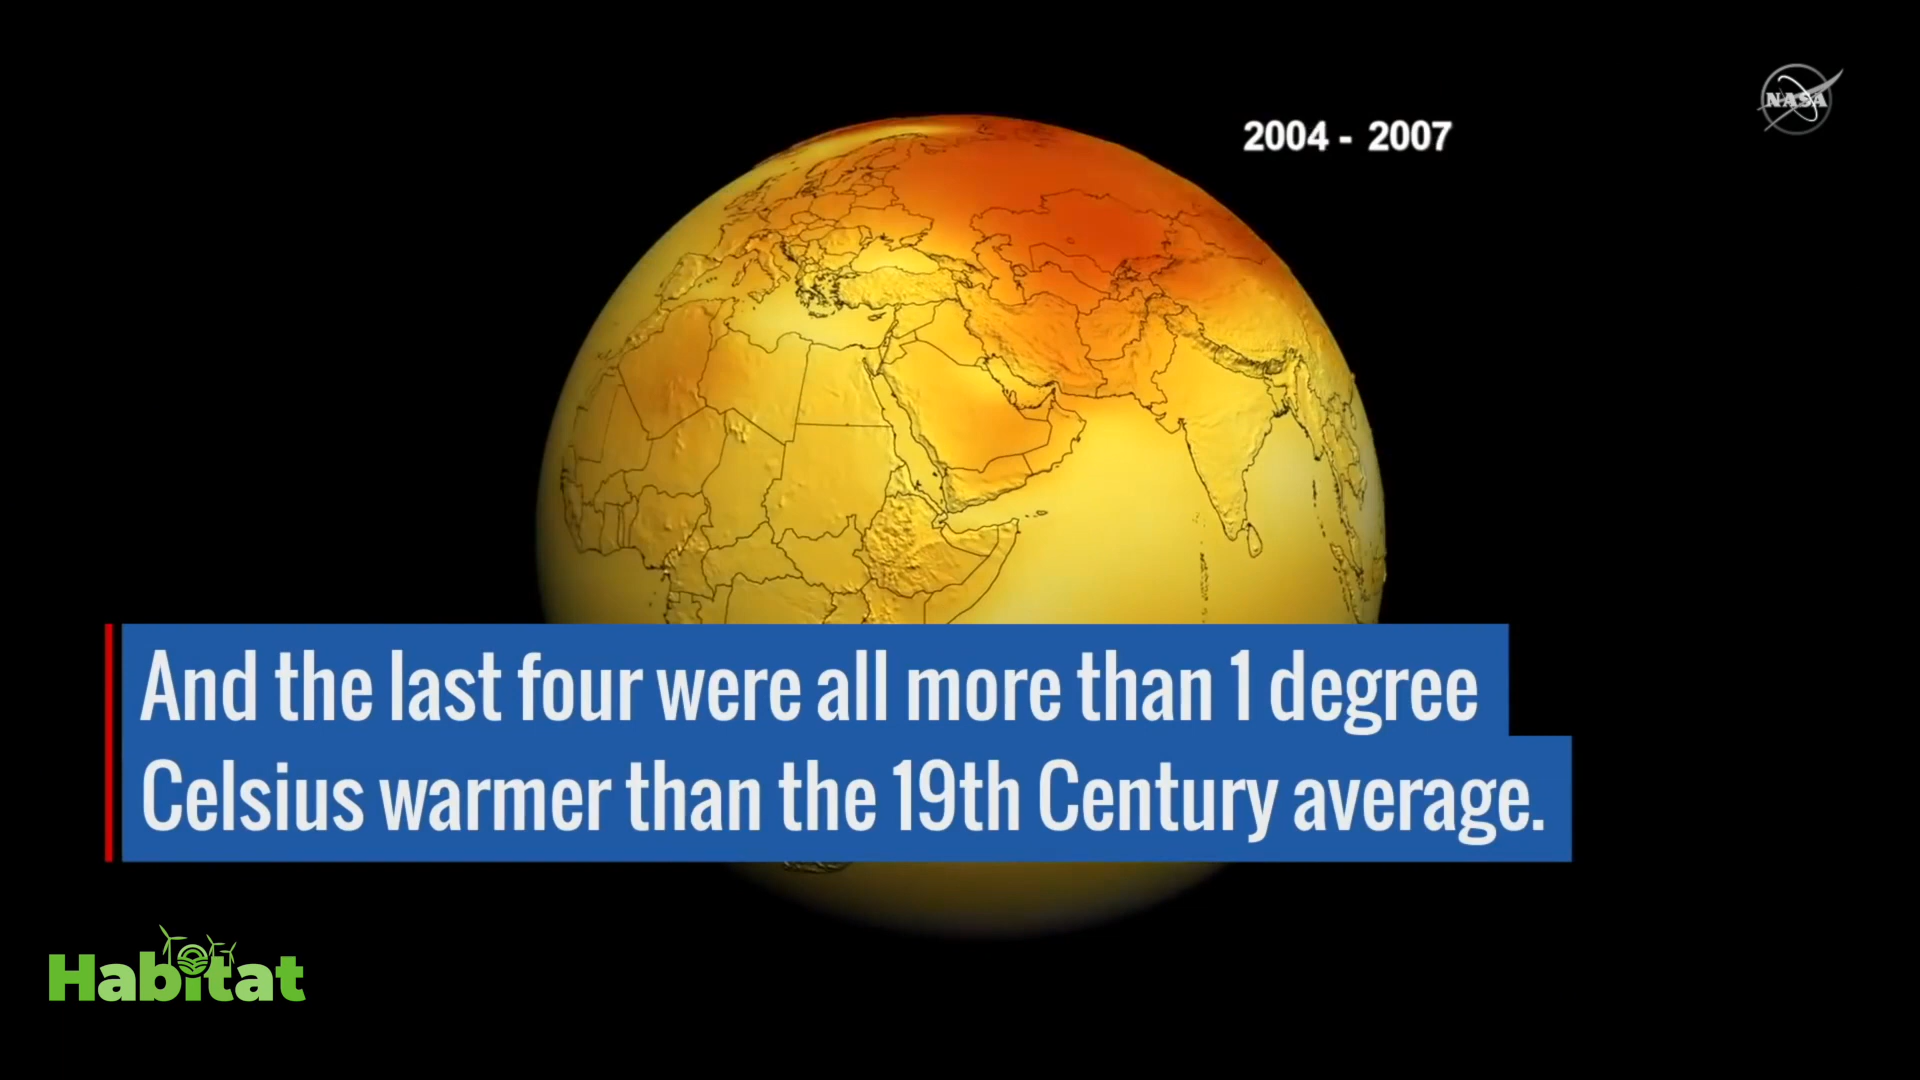 NASA
2004 - 2007
And the last four were all more than 1 degree
Celsius warmer than the 19th Century average.
Habitat